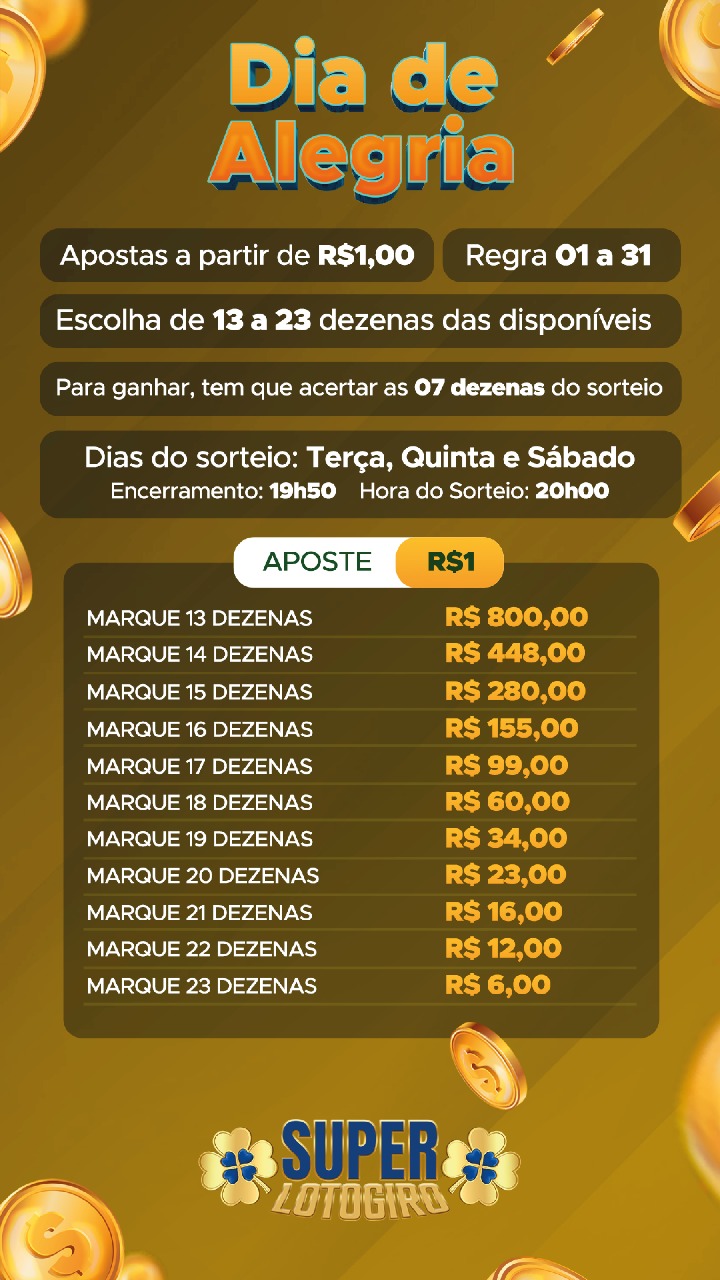 Dia de
Alegria
Apostas a partir de R$1,00
Regra 01 a 31
Escolha de 13 a 23 dezenas das disponíveis
Para ganhar, tem que acertar as 07 dezenas do sorteio
Dias do sorteio: Terça, Quinta e Sábado
Encerramento: 19h50 Hora do Sorteio: 20h00
APOSTE R$1
MARQUE 13 DEZENAS R$ 800,00
MARQUE 14 DEZENAS R$ 448,00
MARQUE 15 DEZENAS R$ 280,00
MARQUE 16 DEZENAS R$ 155,00
MARQUE 17 DEZENAS R$ 99,00
MARQUE 18 DEZENAS R$ 60,00
MARQUE 19 DEZENAS R$ 34,00
MARQUE 20 DEZENAS R$ 23,00
MARQUE 21 DEZENAS R$ 16,00
MARQUE 22 DEZENAS R$ 12,00
MARQUE 23 DEZENAS R$ 6,00
SUPER
LOTOGIRO